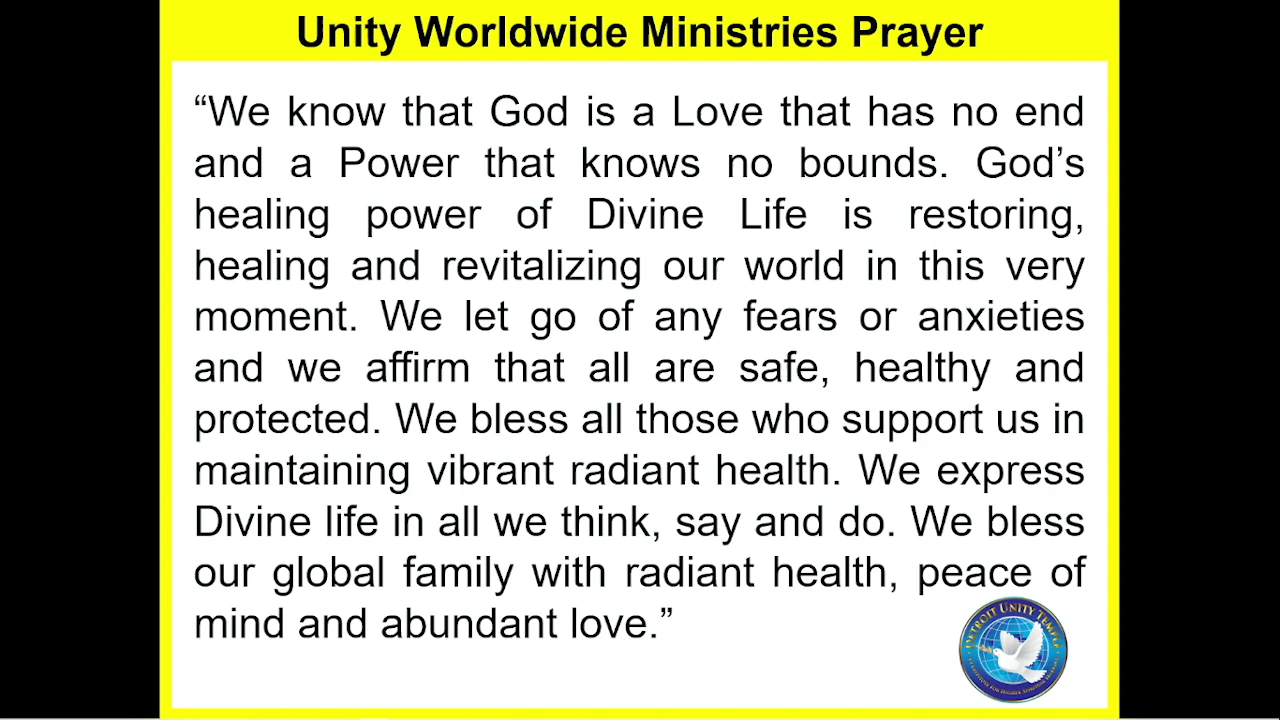 Unity Worldwide Ministries Prayer
“We know that God is a Love that has no end
and a Power that knows no bounds. God’s
healing power of Divine Life is restoring,
healing and revitalizing our world in this very
moment. We let go of any fears or anxieties
and we affirm that all are safe, healthy and
protected. We bless all those who support us in
maintaining vibrant radiant health. We express
Divine life in all we think, say and do. We bless
our global family with radiant health, peace of
mind and abundant love.”
DETROIT UNITY TEMPLE